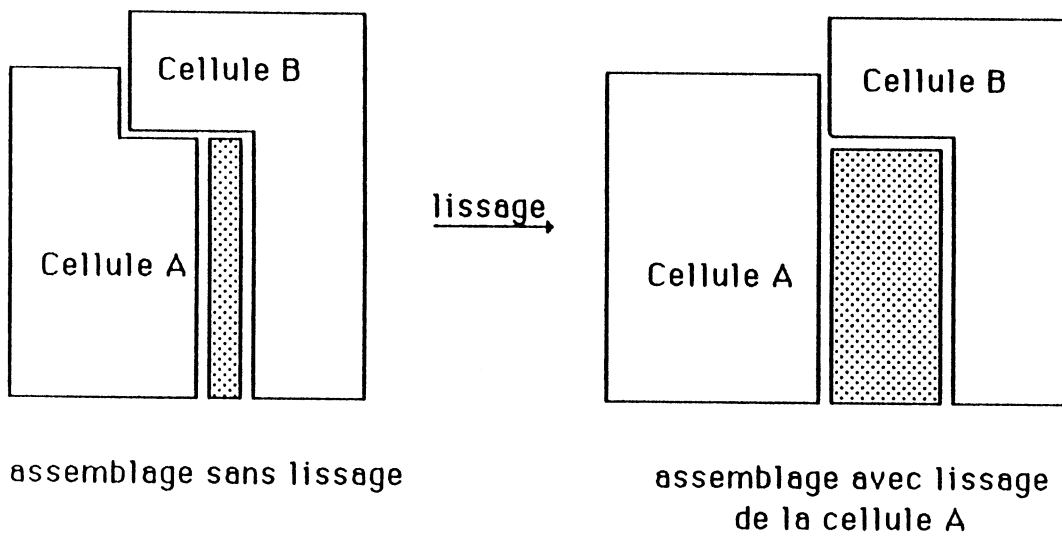 Cellule B
Cellule A
assemblage sans lissage
lissage
Cellule B
Cellule A
assemblage avec lissage
de la cellule A